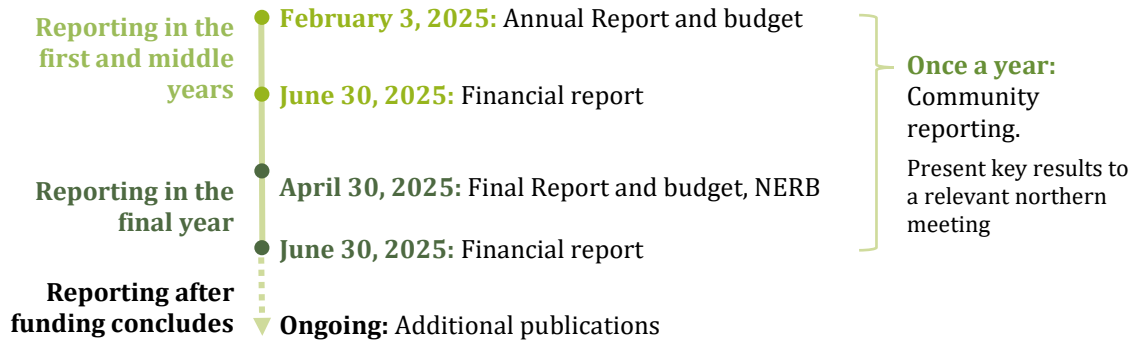 Reporting in the
first and middle
years
February 3, 2025: Annual Report and budget
June 30, 2025: Financial report
Reporting in the
final year
April 30, 2025: Final Report and budget, NERB
June 30, 2025: Financial report
Once a year:
Community
reporting.
Present key results to
a relevant northern
meeting
Reporting after
funding concludes
Ongoing: Additional publications